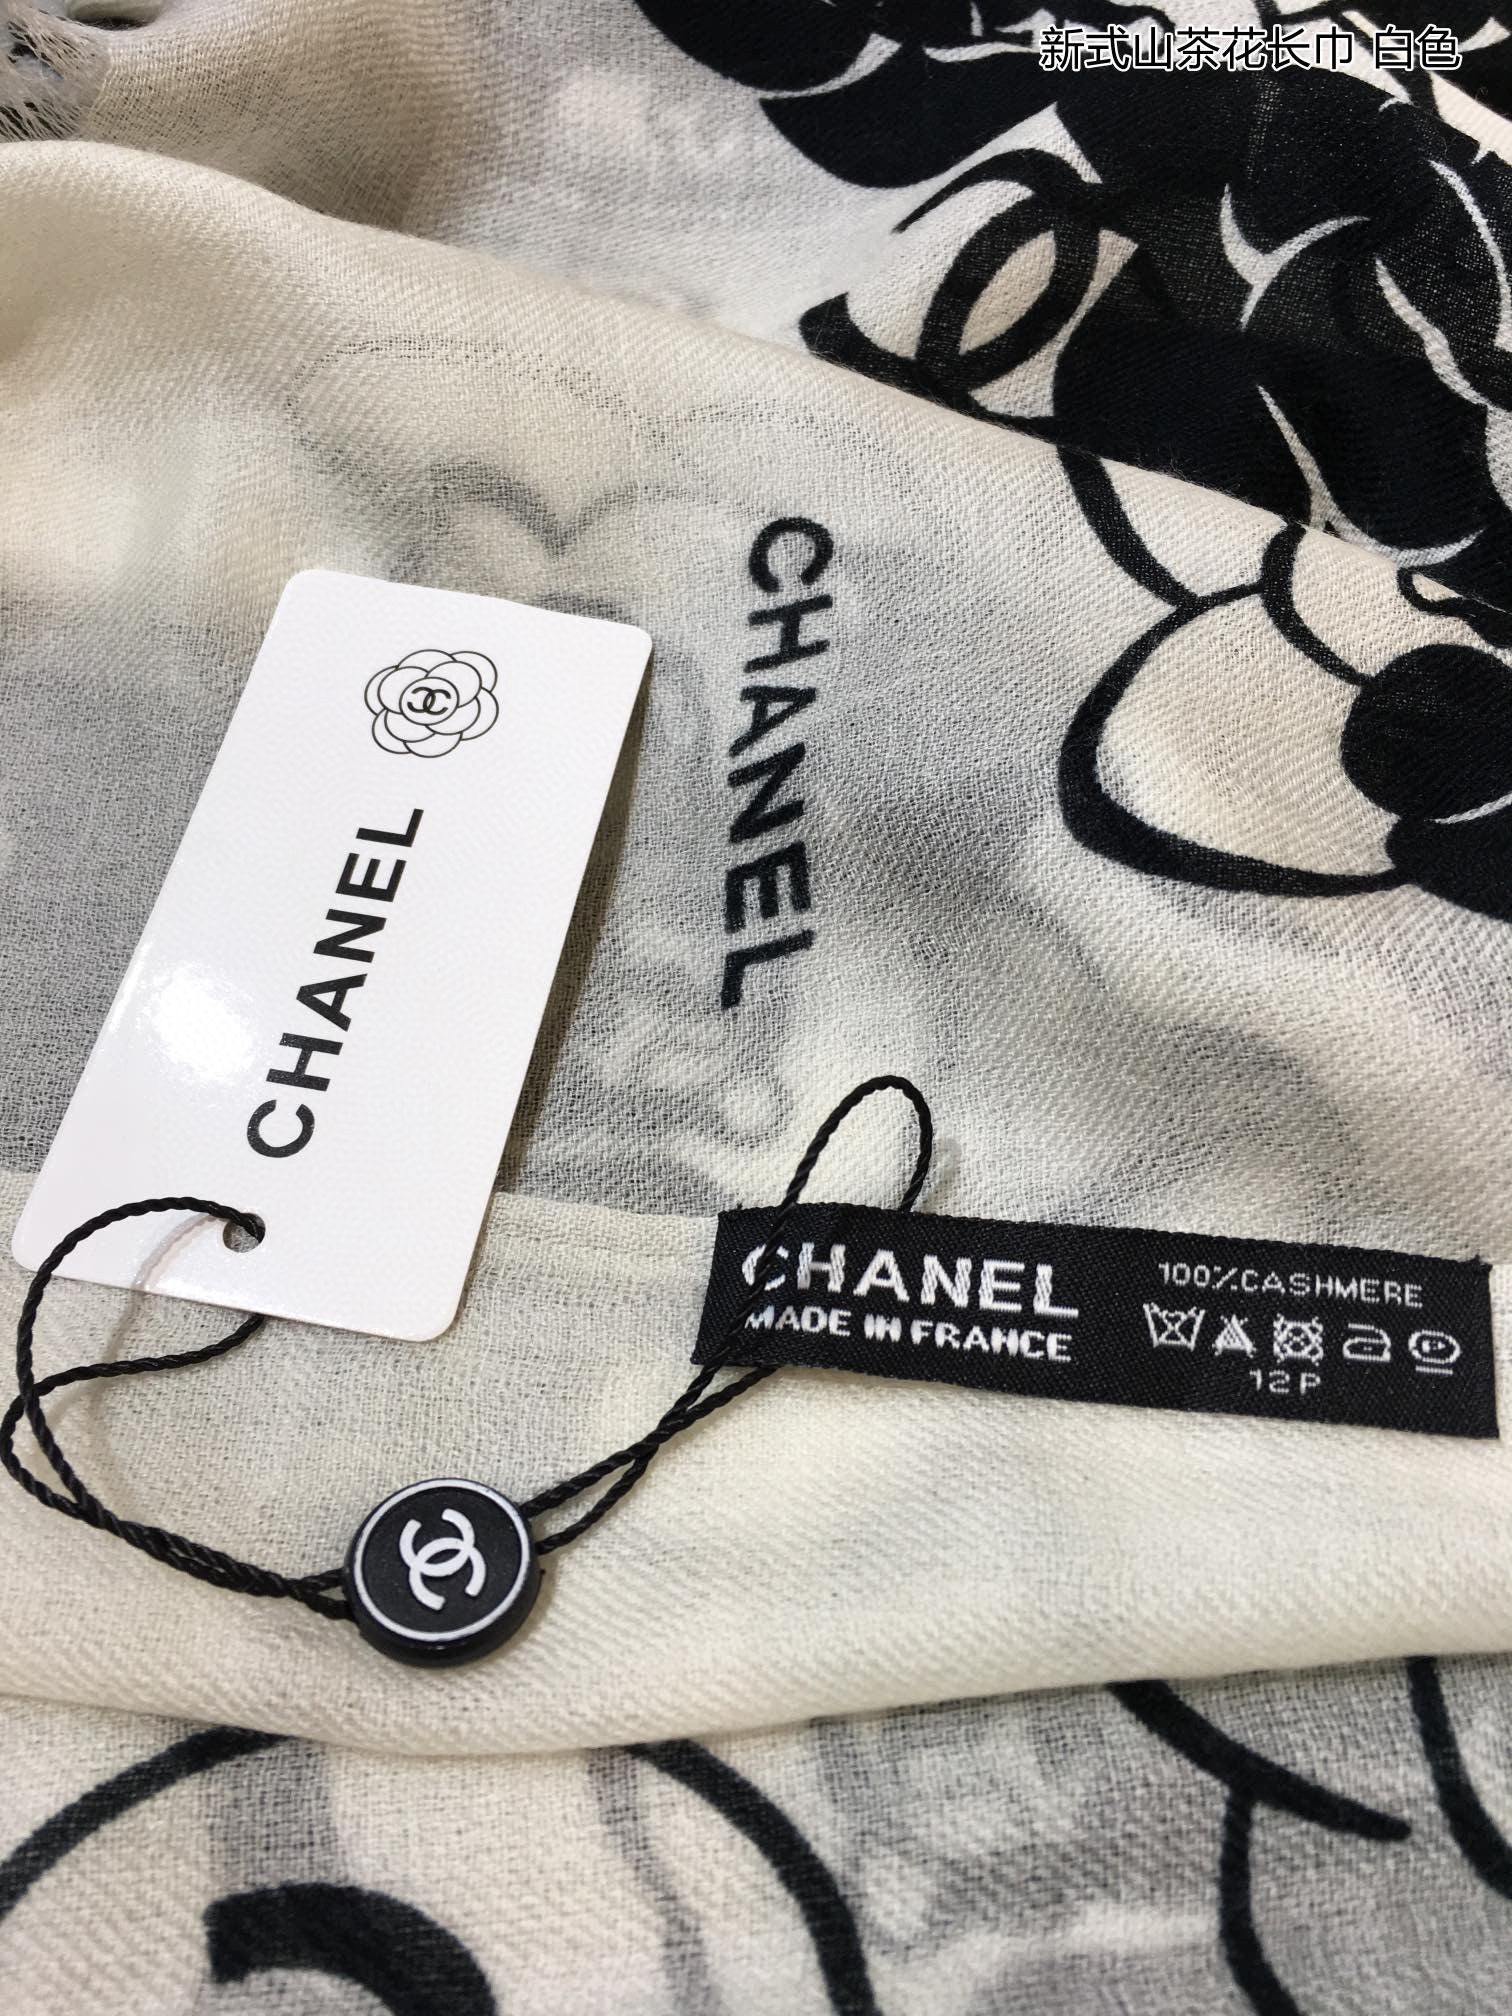 新式山茶花长巾 白色
CHANEL
CHANEL
CHANEL
MADE IN FRANCE
100%CASHMERE
12P